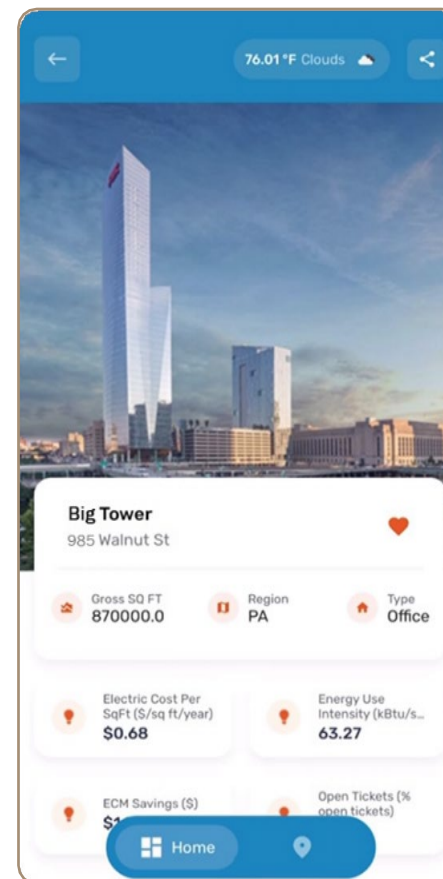 76.01 °F Clouds
Big Tower
985 Walnut St
Gross SQ FT
870000.0
Region
PA
Type
Office
Electric Cost Per
SqFt ($/sq ft/year)
$0.68
Energy Use
Intensity (kBtu/s...
63.27
ECM Savings ($)
Open Tickets (%
open tickets)
Home